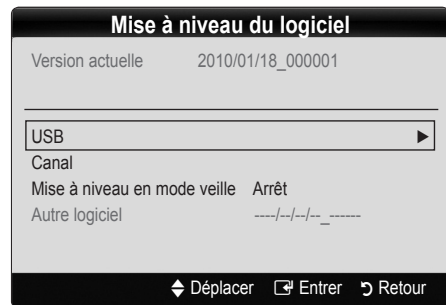 Mise à niveau du logiciel
Version actuelle 2010/01/18_000001
USB ▶
Canal
Mise à niveau en mode veille Arrêt
Autre logiciel ----/--/--/--_------
Déplacer Entrer Retour